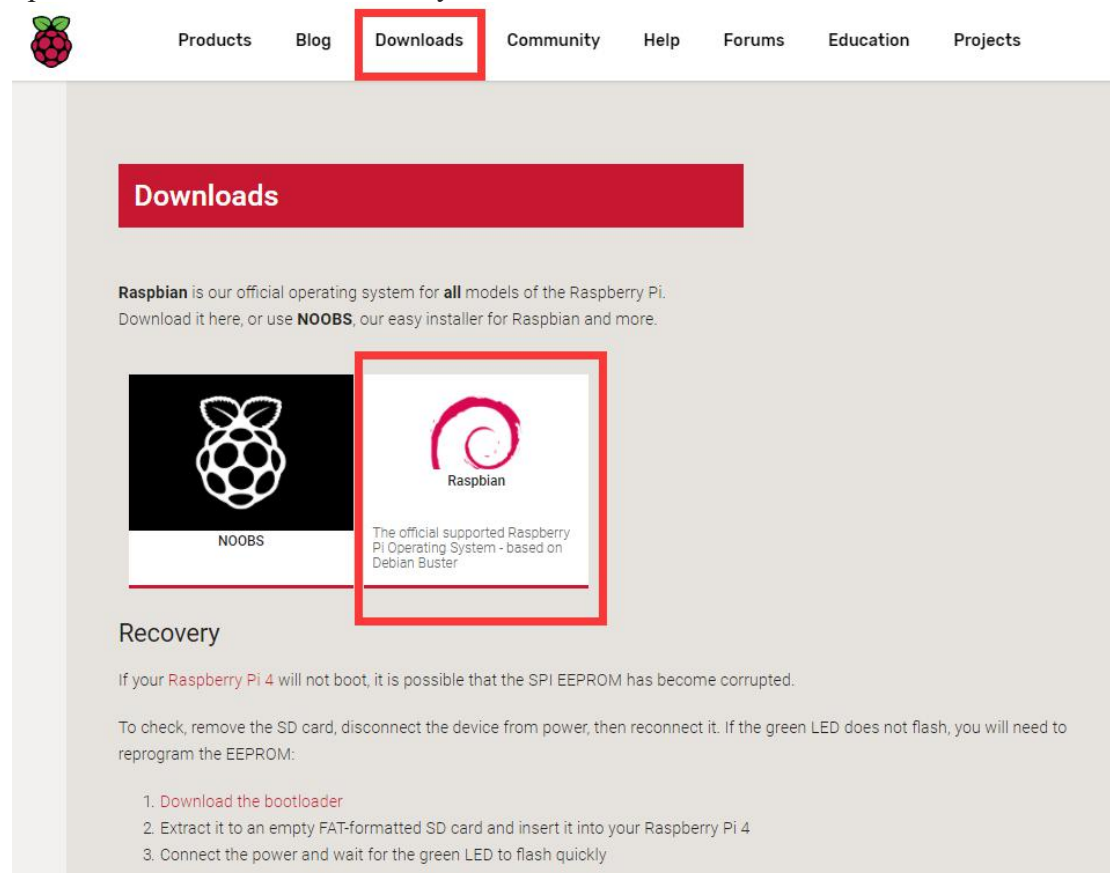 Products Blog Downloads Community Help Forums Education Projects
Downloads
Raspbian is our official operating system for all models of the Raspberry Pi.
Download it here, or use NOOBS, our easy installer for Raspbian and more.
NOOBS
Raspbian
The official supported Raspberry
Pi Operating System - based on
Debian Buster
Recovery
If your Raspberry Pi 4 will not boot, it is possible that the SPI EEPROM has become corrupted.
To check, remove the SD card, disconnect the device from power, then reconnect it. If the green LED does not flash, you will need to
reprogram the EEPROM:
1. Download the bootloader
2. Extract it to an empty FAT-formatted SD card and insert it into your Raspberry Pi 4
3. Connect the power and wait for the green LED to flash quickly